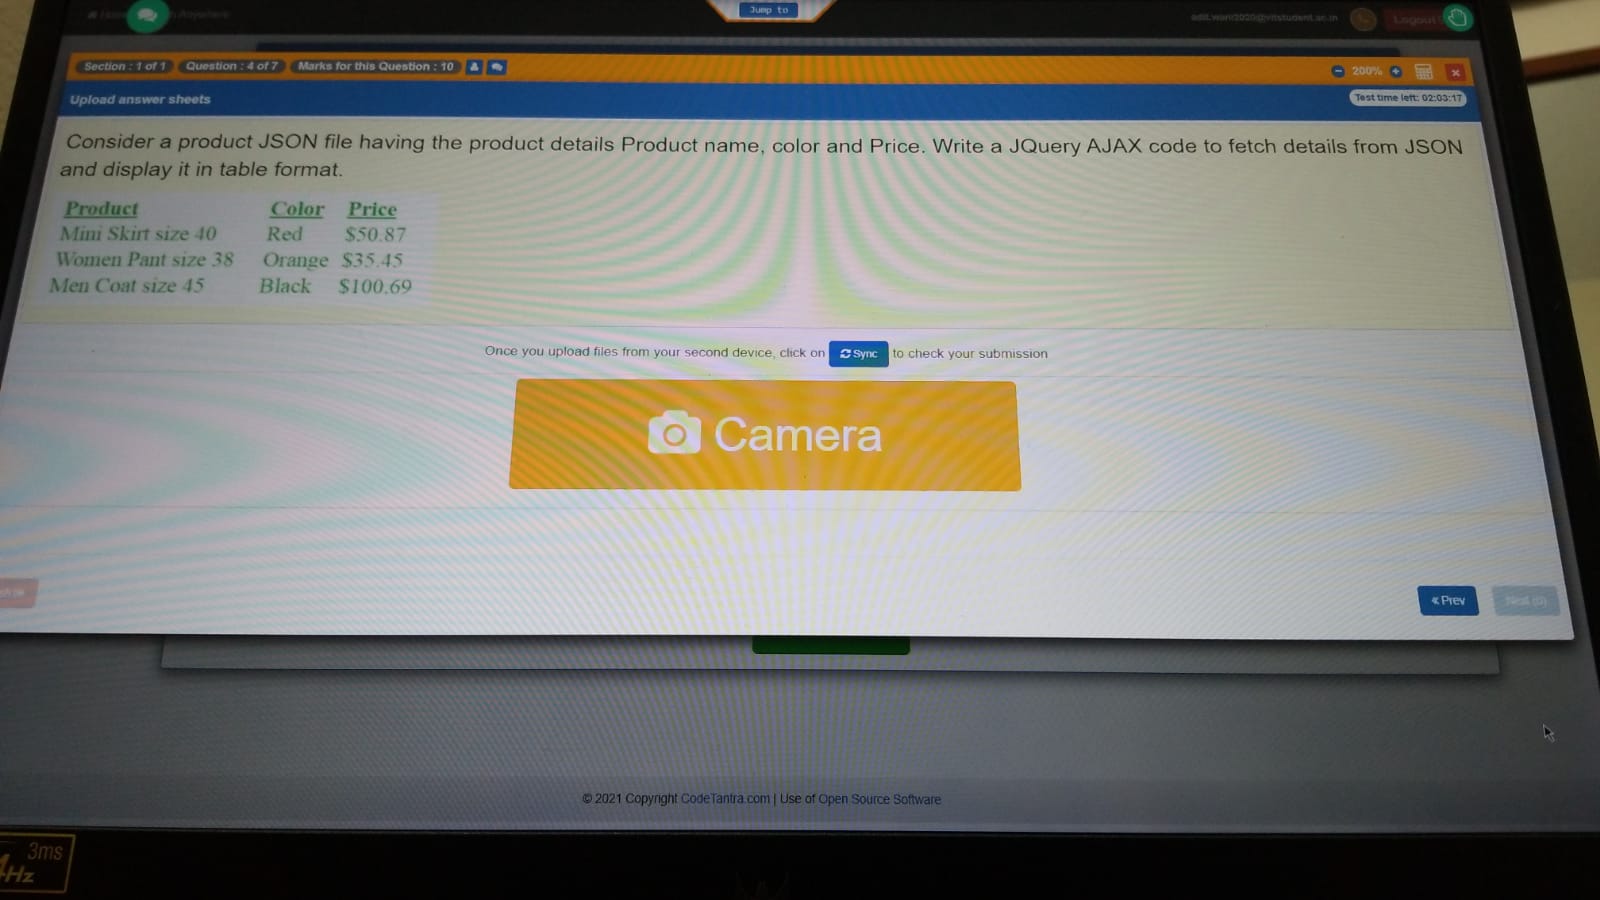 Jump to
Home
Anywhere
adit.wani2020@vitstudent.ac.in
Logout
Section : 1 of 1 Question : 4 of 7 Marks for this Question : 10
200%
Upload answer sheets
Test time left: 02:03:17
Consider a product JSON file having the product details Product name, color and Price. Write a JQuery AJAX code to fetch details from JSON
and display it in table format.
Product Color Price
Mini Skirt size 40 Red $50.87
Women Pant size 38 Orange $35.45
Men Coat size 45 Black $100.69
Once you upload files from your second device, click on Sync to check your submission
Camera
« Prev Next (0)
© 2021 Copyright CodeTantra.com | Use of Open Source Software
3ms
Hz